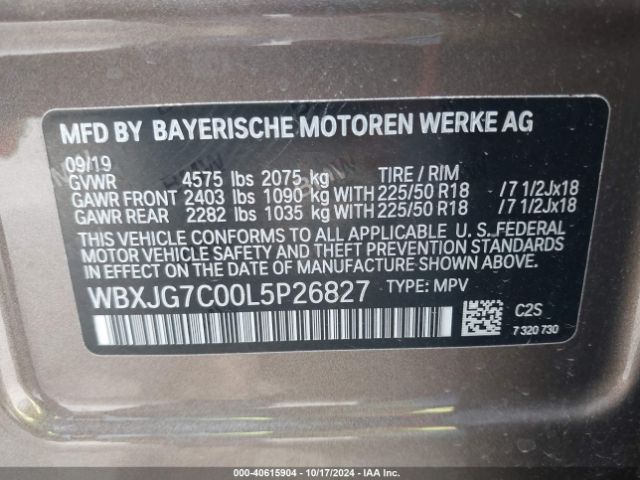 MFD BY BAYERISCHE MOTOREN WERKE AG
09/19
GVWR 4575 lbs 2075 kg TIRE / RIM
GAWR FRONT 2403 lbs 1090 kg WITH 225/50 R18 /7 1/2Jx18
GAWR REAR 2282 lbs 1035 kg WITH 225/50 R18 /7 1/2Jx18
THIS VEHICLE CONFORMS TO ALL APPLICABLE U. S. FEDERAL
MOTOR VEHICLE SAFETY AND THEFT PREVENTION STANDARDS
IN EFFECT ON THE DATE OF MANUFACTURE SHOWN ABOVE.
WBXJG7C00L5P26827 TYPE: MPV
C2S
7 320 730
000-40615904 | 10/17/2024 | IAA Inc.